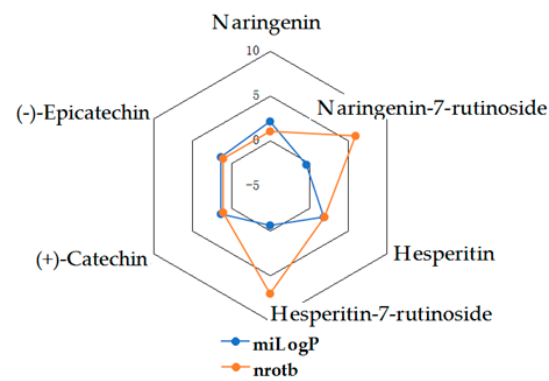 Naringenin
10
5
Naringenin-7-rutinoside
(-)-Epicatechin
0
−5
(+)-Catechin
Hesperitin
Hesperitin-7-rutinoside
miLogP
nrotb